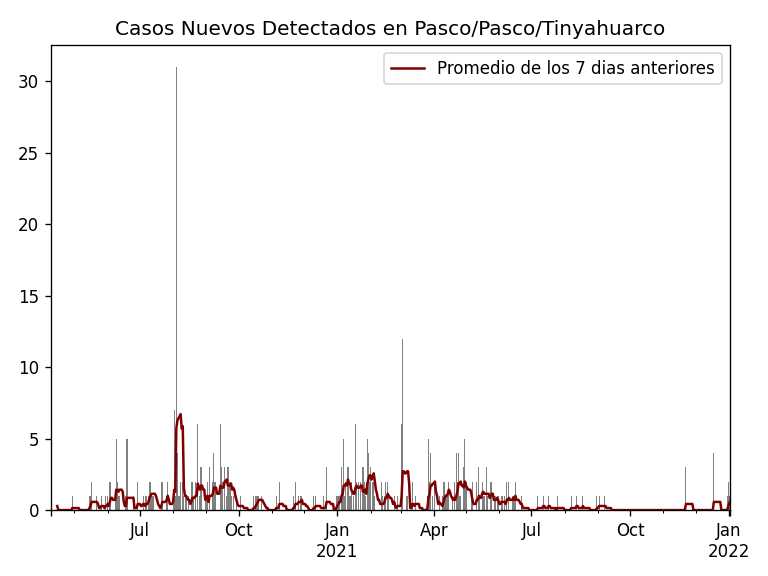 Casos Nuevos Detectados en Pasco/Pasco/Tinyahuarco
Promedio de los 7 dias anteriores
30
25
20
15
10
5
0
Jul Oct Jan Apr Jul Oct Jan
2021 2022